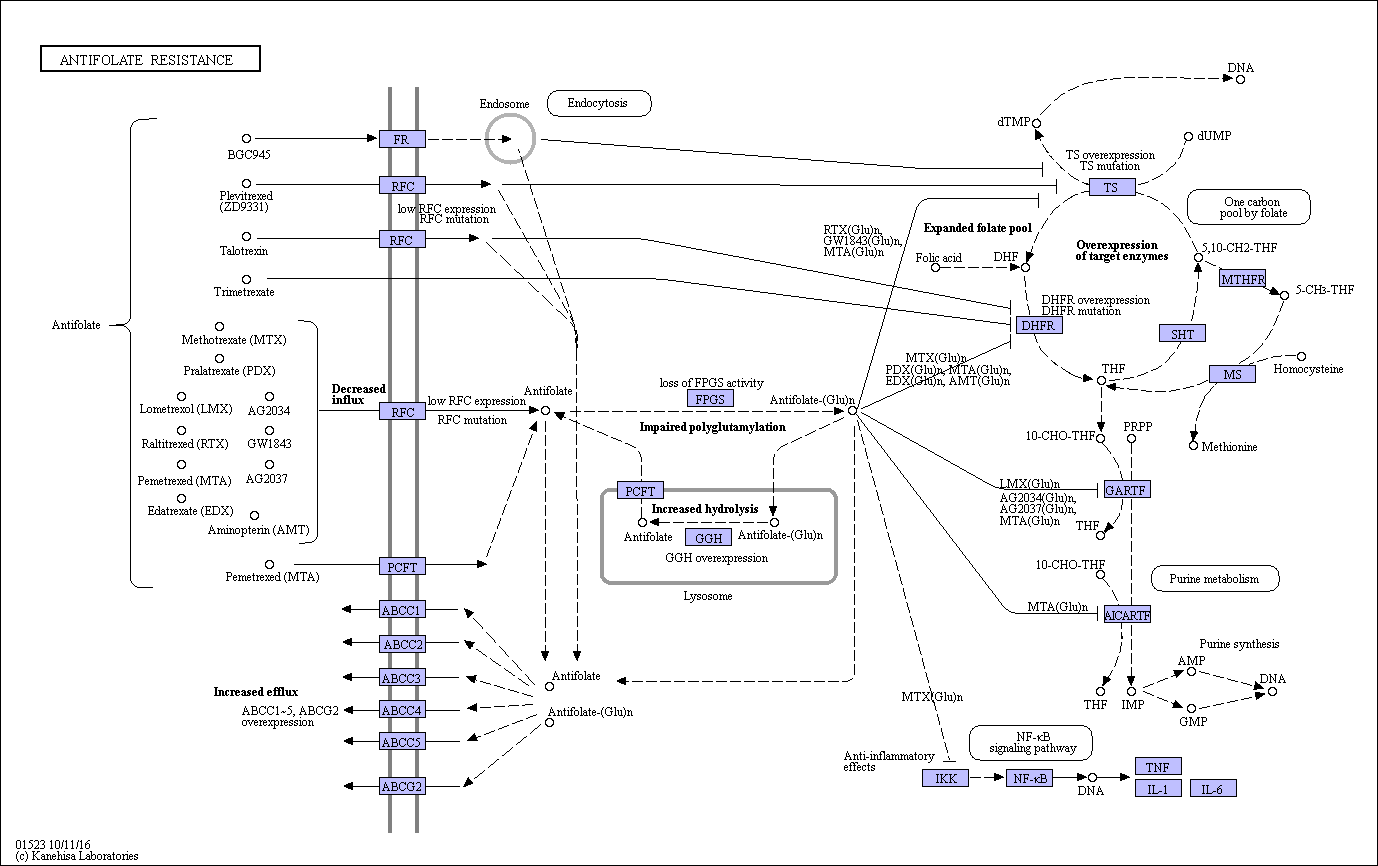 ANTIFOLATE RESISTANCE
Endosome
Endocytosis
DNA
dTMP
dUMP
FR
BGC945
TS overexpression
TS mutation
TS
RFC
Plevitrexed
(ZD9331)
low RFC expression
RFC mutation
One carbon
pool by folate
RFC
Talotrexin
RTX(Glu)n,
GW1843(Glu)n,
MTA(Glu)n
Expanded folate pool
Overexpression
of target enzymes
5,10-CH2-THF
Folic acid
DHF
MTHFR
5-CH3-THF
Trimetrexate
DHFR overexpression
DHFR mutation
DHFR
SHT
Antifolate
Methotrexate (MTX)
Pralatrexate (PDX)
Lometrexol (LMX)
AG2034
Raltitrexed (RTX)
GW1843
Pemetrexed (MTA)
AG2037
Edatrexate (EDX)
Aminopterin (AMT)
Decreased
influx
RFC
low RFC expression
RFC mutation
Antifolate
loss of FPGS activity
FPGS
Impaired polyglutamylation
Antifolate-(Glu)n
MTX(Glu)n
PDX(Glu)n, MTA(Glu)n,
EDX(Glu)n, AMT(Glu)n
THF
MS
Homocysteine
Methionine
10-CHO-THF
PRPP
LMX(Glu)n
AG2034(Glu)n,
AG2037(Glu)n,
MTA(Glu)n
GARTF
THF
PCFT
Increased hydrolysis
Antifolate
GGH
Antifolate-(Glu)n
GGH overexpression
Lysosome
Pemetrexed (MTA)
PCFT
10-CHO-THF
Purine metabolism
MTA(Glu)n
AICARTF
ABCC1
ABCC2
ABCC3
ABCC4
ABCC5
ABCG2
Increased efflux
ABCC1~5, ABCG2
overexpression
Antifolate
Antifolate-(Glu)n
Purine synthesis
AMP
DNA
THF
IMP
GMP
MTX(Glu)n
NF-κB
signaling pathway
Anti-inflammatory
effects
IKK
NF-κB
DNA
TNF
IL-1
IL-6
01523 10/11/16
(c) Kanehisa Laboratories